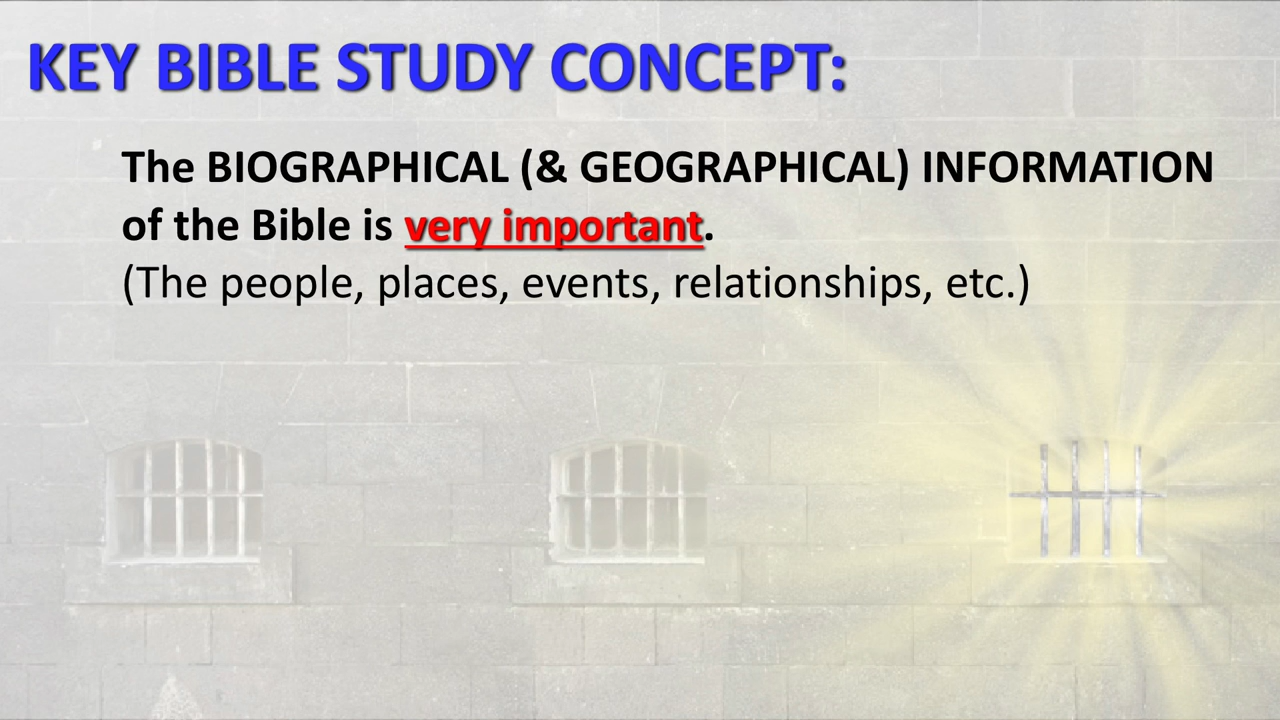 KEY BIBLE STUDY CONCEPT:
The BIOGRAPHICAL (& GEOGRAPHICAL) INFORMATION
of the Bible is very important.
(The people, places, events, relationships, etc.)